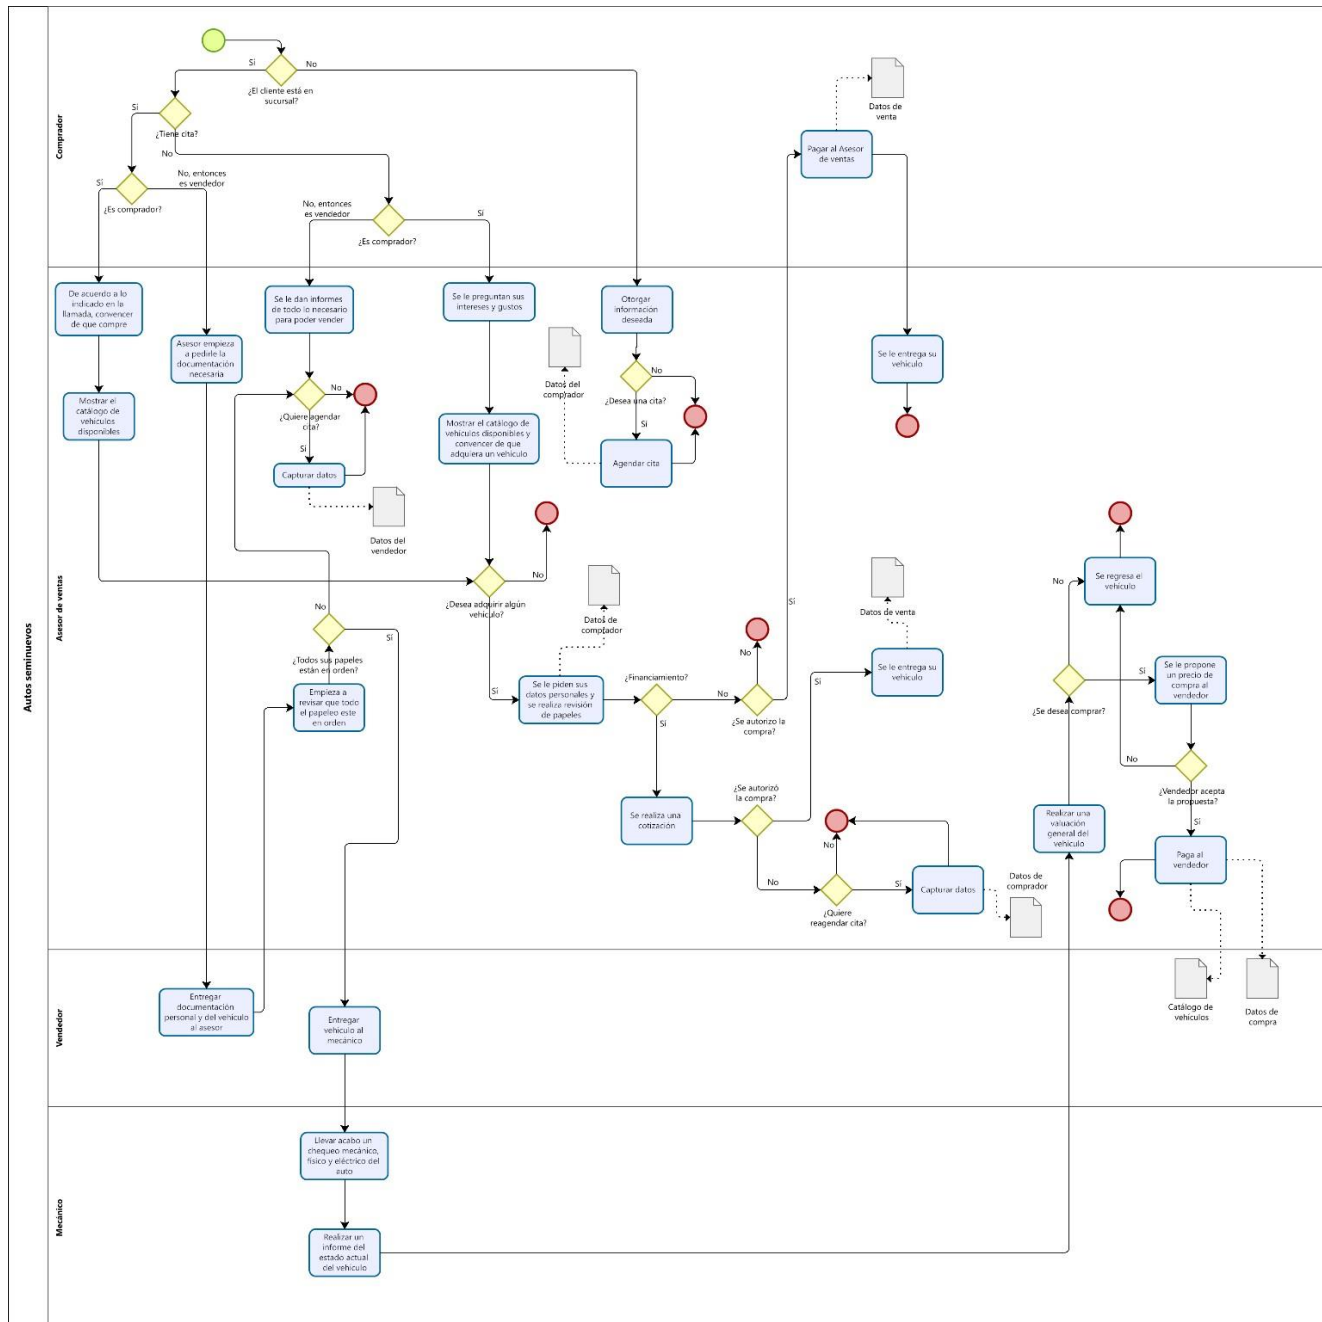 Autos seminuevos
Comprador
Si
No
¿El cliente está en
sucursal?
Si
¿Tiene cita?
No
Sí
No, entonces
es vendedor
¿Es comprador?
No, entonces
es vendedor
Sí
¿Es comprador?
Datos de
venta
Pagar al Asesor
de ventas
Asesor de ventas
De acuerdo a lo
indicado en la
llamada, convencer
de que compre
Asesor empieza
a pedirle la
documentación
necesaria
Mostrar el
catálogo de
vehículos
disponibles
Se le dan informes
de todo lo necesario
para poder vender
¿Quiere agendar
cita?
No
Sí
Capturar datos
Datos del
vendedor
Se le preguntan sus
intereses y gustos
Mostrar el catálogo de
vehículos disponibles y
convencer de que
adquiera un vehículo
Otorgar
información
deseada
Datos del
comprador
No
¿Desea una cita?
Sí
Agendar cita
Se le entrega su
vehículo
No
¿Desea adquirir algún
vehículo?
Sí
Datos de
comprador
Se le piden sus
datos personales y
se realiza revisión
de papeles
¿Financiamiento?
No
Sí
No
¿Se autorizo la
compra?
Sí
No
Sí
¿Todos sus papeles
están en orden?
Empieza a
revisar que todo
el papeleo este
en orden
Datos de venta
Se le entrega su
vehículo
Se realiza una
cotización
¿Se autorizó
la compra?
Sí
No
No
¿Quiere
reagendar cita?
Sí
Capturar datos
Datos de
comprador
Se regresa el
vehículo
No
¿Se desea comprar?
Sí
Se le propone
un precio de
compra al
vendedor
No
¿Vendedor acepta
la propuesta?
Sí
Realizar una
valuación
general del
vehículo
Paga al
vendedor
Vendedor
Entregar
documentación
personal y del vehículo
al asesor
Entregar
vehículo al
mecánico
Catálogo de
vehículos
Datos de
compra
Mecánico
Llevar acabo un
chequeo mecánico,
físico y eléctrico del
auto
Realizar un
informe del
estado actual
del vehículo